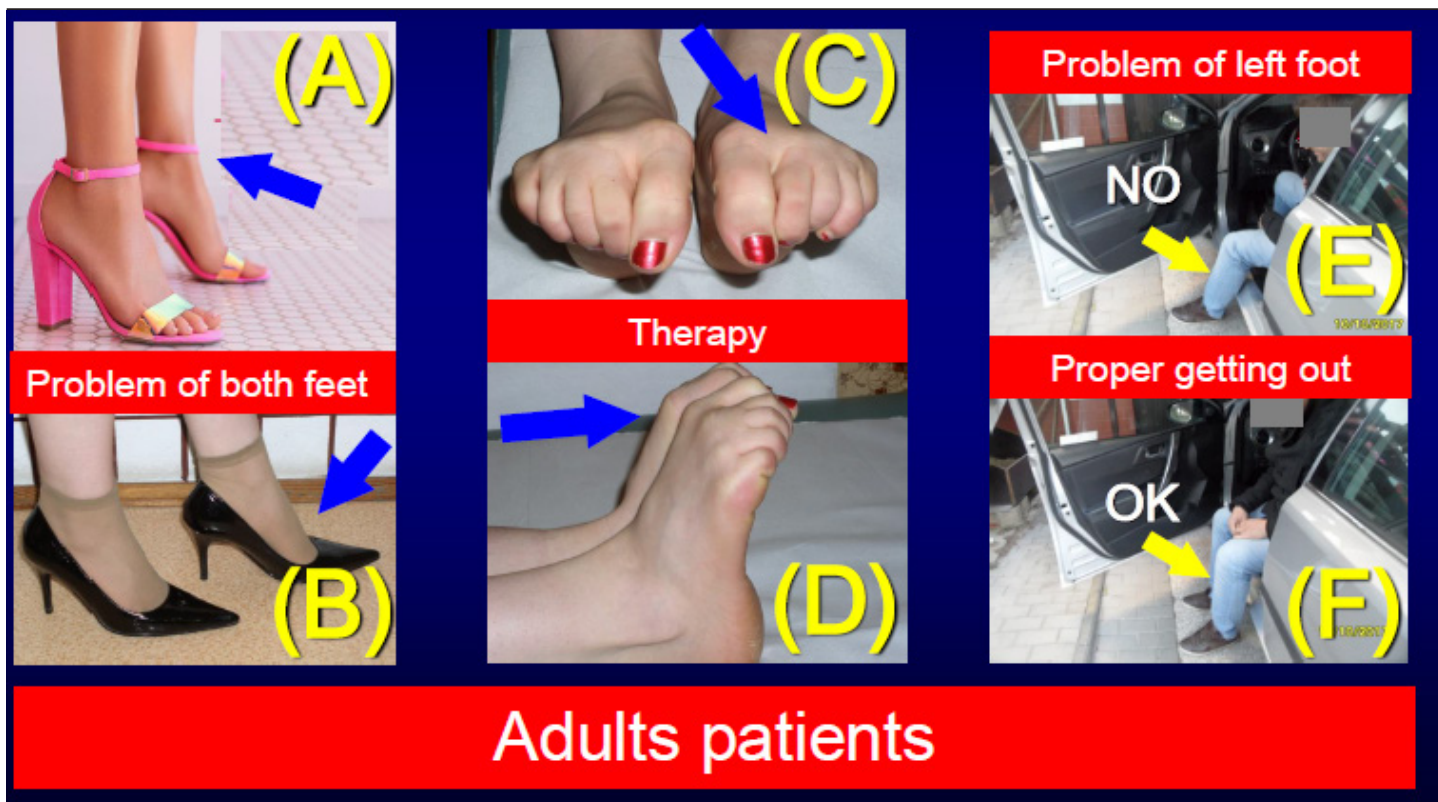 (A)
Problem of both feet
(B)
(C)
Therapy
(D)
Problem of left foot
NO
(E)
Proper getting out
OK
(F)
Adults patients